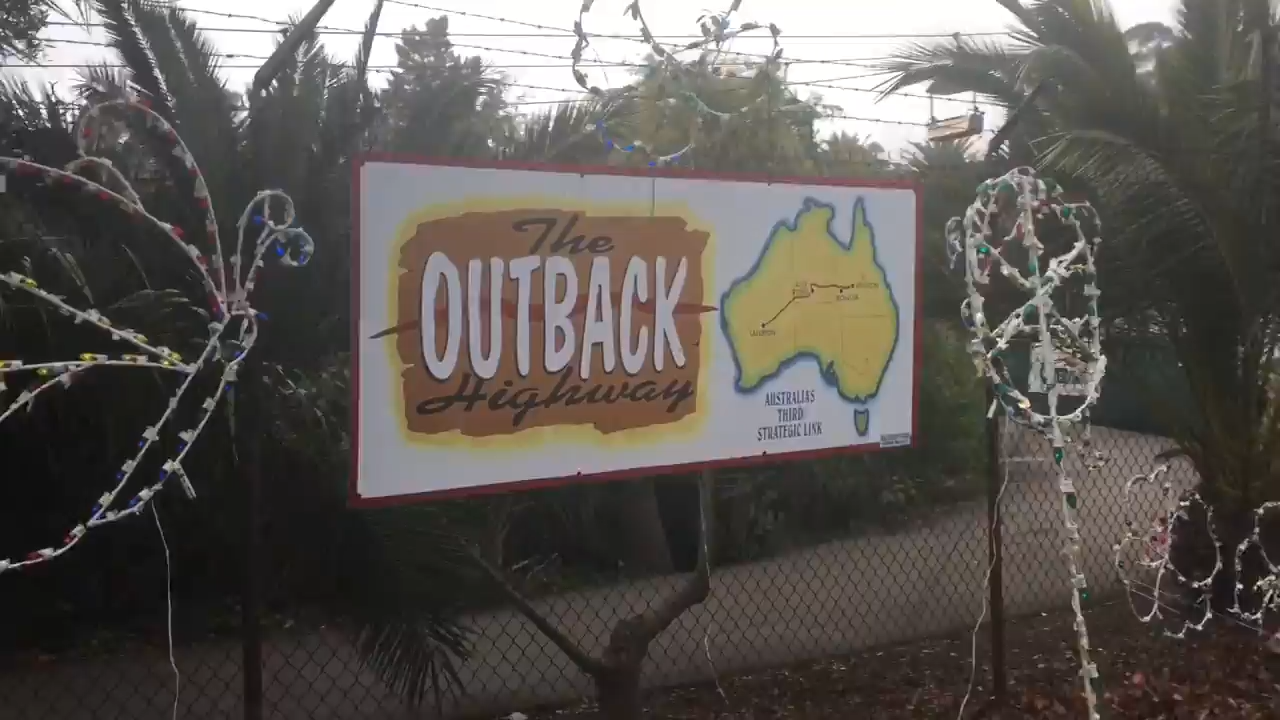 The
OUTBACK
Highway
AUSTRALIA'S
THIRD
STRATEGIC LINK